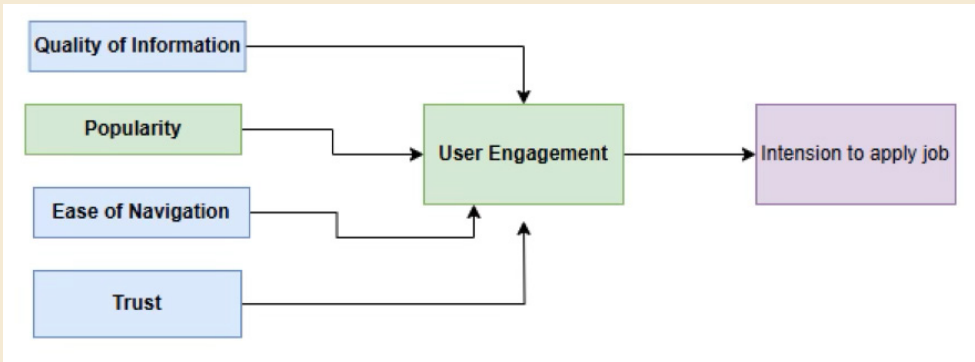 Quality of Information
Popularity
Ease of Navigation
Trust
User Engagement
Intension to apply job